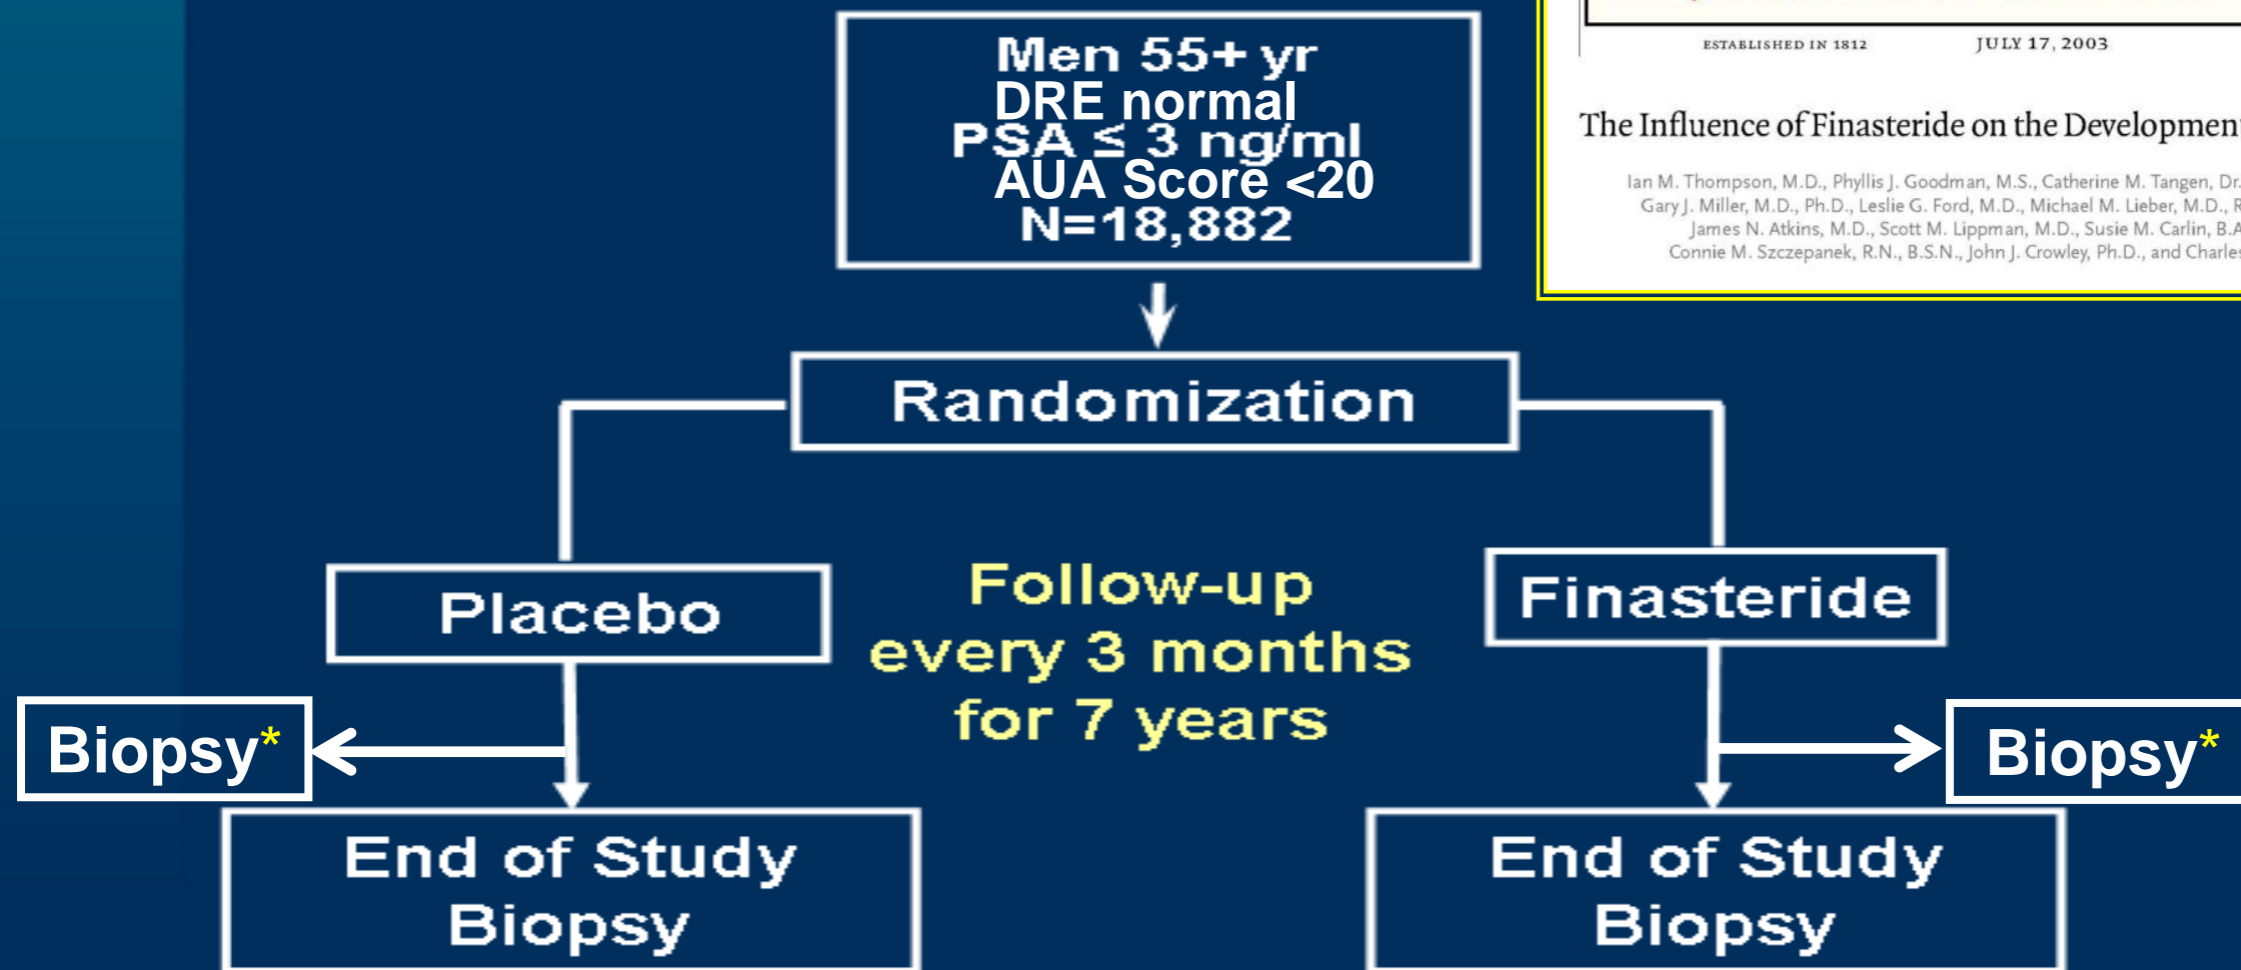 Men 55+ yr
DRE normal
PSA ≤ 3 ng/ml
AUA Score <20
N=18,882
ESTABLISHED IN 1812 JULY 17, 2003
The Influence of Finasteride on the Development
Ian M. Thompson, M.D., Phyllis J. Goodman, M.S., Catherine M. Tangen, Dr.
Gary J. Miller, M.D., Ph.D., Leslie G. Ford, M.D., Michael M. Lieber, M.D., R
James N. Atkins, M.D., Scott M. Lippman, M.D., Susie M. Carlin, B.A
Connie M. Szczepanek, R.N., B.S.N., John J. Crowley, Ph.D., and Charles
Randomization
Placebo
Follow-up
every 3 months
for 7 years
Finasteride
Biopsy*
Biopsy*
End of Study
Biopsy
End of Study
Biopsy